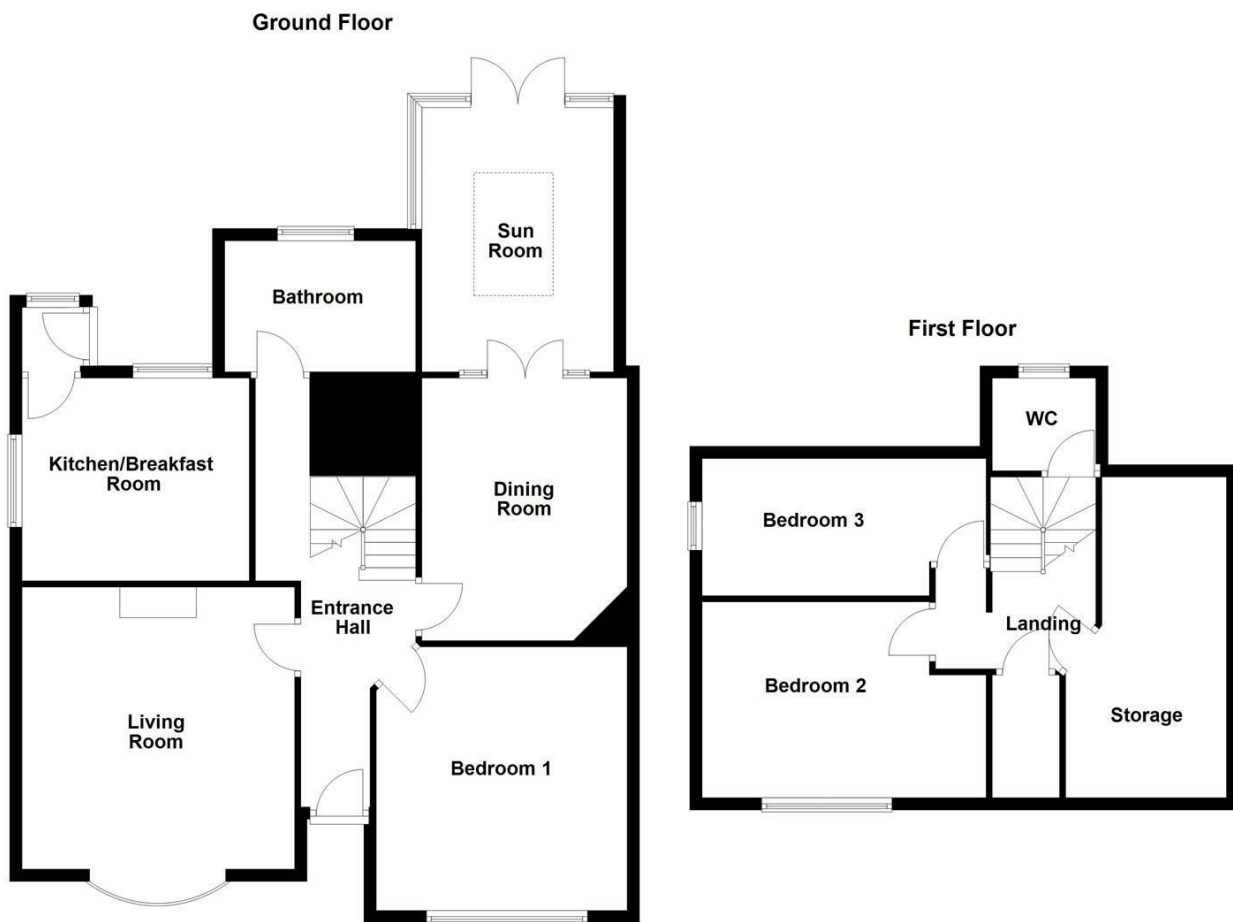 Ground Floor
Sun
Room
Bathroom
Kitchen/Breakfast
Room
Dining
Room
Entrance
Hall
Living
Room
Bedroom 1
First Floor
WC
Bedroom 3
Landing
Bedroom 2
Storage